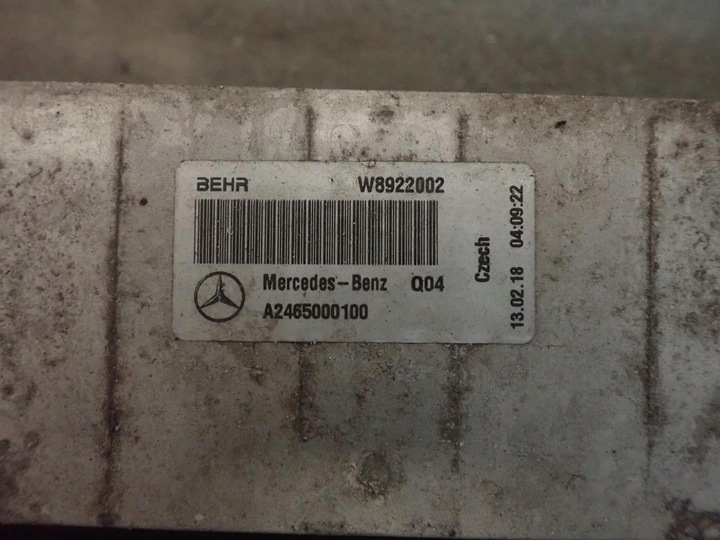 BEHR W8922002
Mercedes-Benz Q04
A2465000100
Czech
13.02.18 04:09:22